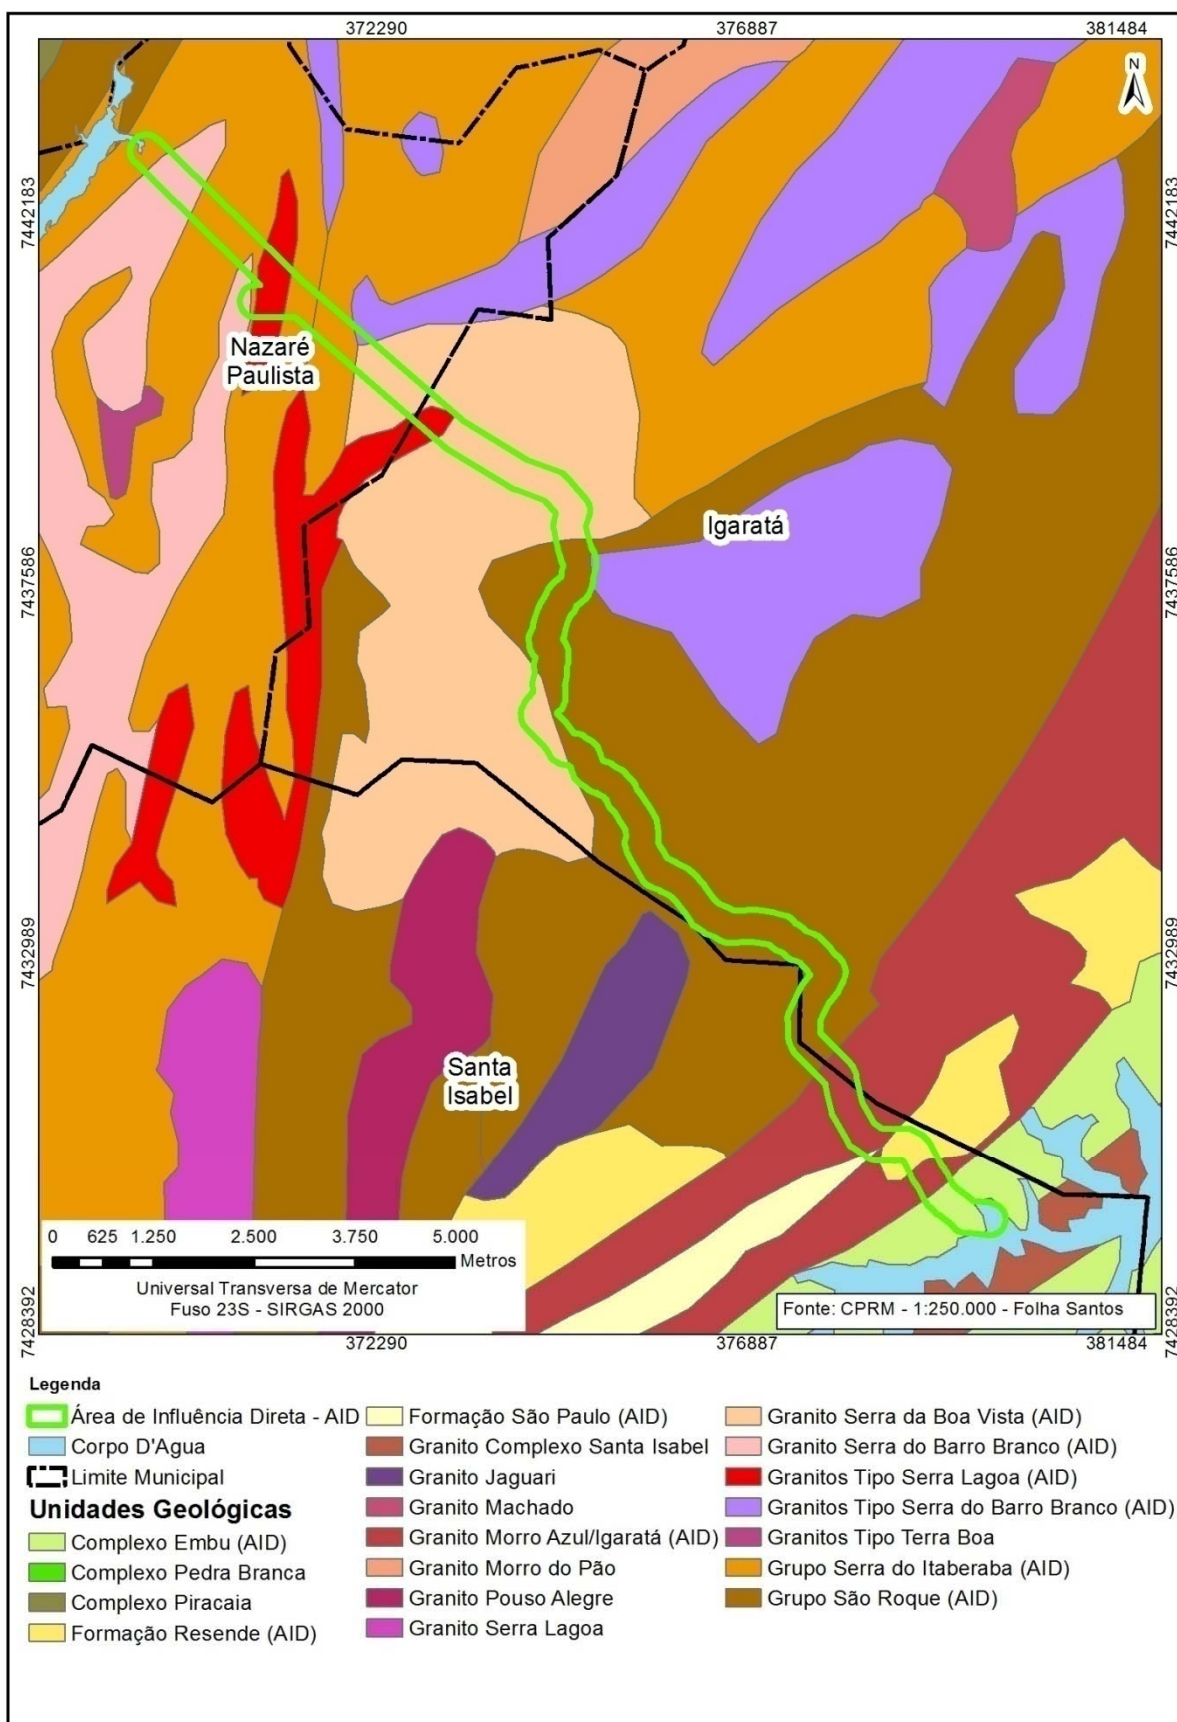 372290 376887 381484
N
7442183 7442183
Nazaré
Paulista
Igaratá
7437586 7437586
7432989 7432989
Santa
Isabel
0 625 1.250 2.500 3.750 5.000
Metros
Universal Transversa de Mercator
Fuso 23S - SIRGAS 2000
Fonte: CPRM - 1:250.000 - Folha Santos
7428392 7428392
372290 376887 381484
Legenda
Área de Influência Direta - AID
Corpo D'Agua
Limite Municipal
Unidades Geológicas
Complexo Embu (AID)
Complexo Pedra Branca
Complexo Piracaia
Formação Resende (AID)
Formação São Paulo (AID)
Granito Complexo Santa Isabel
Granito Jaguari
Granito Machado
Granito Morro Azul/Igaratá (AID)
Granito Morro do Pão
Granito Pouso Alegre
Granito Serra Lagoa
Granito Serra da Boa Vista (AID)
Granito Serra do Barro Branco (AID)
Granitos Tipo Serra Lagoa (AID)
Granitos Tipo Serra do Barro Branco (AID)
Granitos Tipo Terra Boa
Grupo Serra do Itaberaba (AID)
Grupo São Roque (AID)